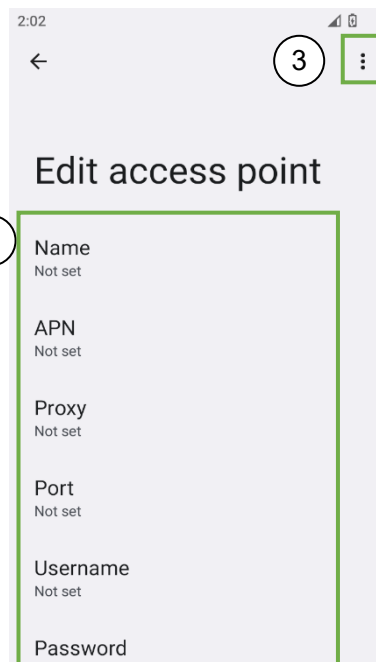 2:02
3
Edit access point
Name
Not set
APN
Not set
Proxy
Not set
Port
Not set
Username
Not set
Password